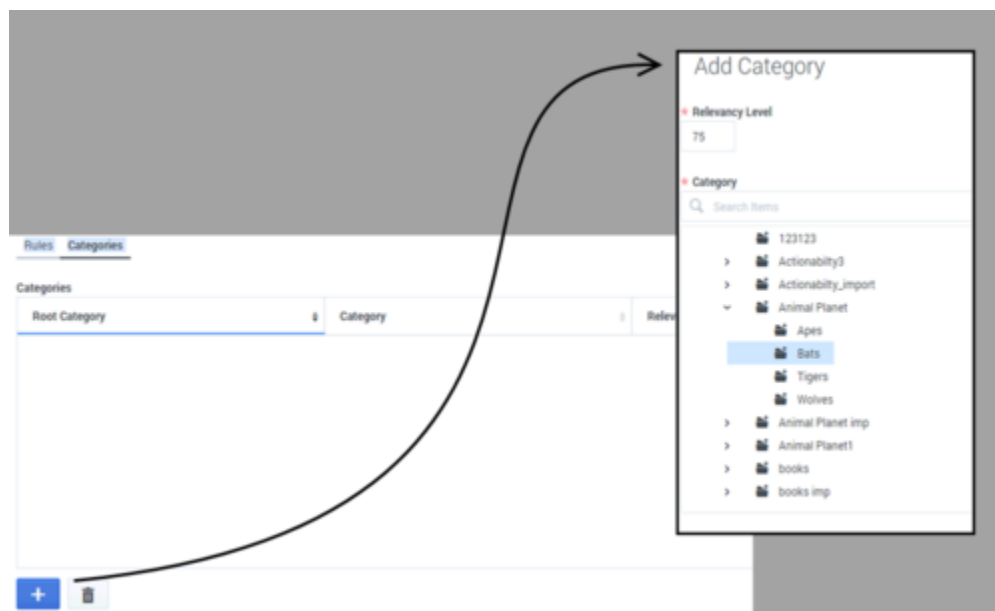 Add Category
* Relevancy Level
75
* Category
Search Items
123123
Actionabilty3
Actionabilty_import
Animal Planet
Apes
Bats
Tigers
Wolves
Animal Planet imp
Animal Planet1
books
books imp
Rules Categories
Categories
Root Category Category Relev